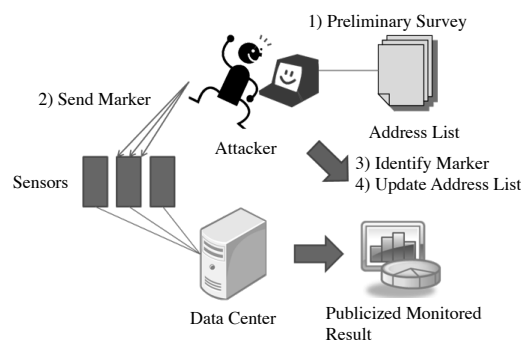 1) Preliminary Survey
2) Send Marker
Attacker
Address List
3) Identify Marker
4) Update Address List
Sensors
Data Center
Publicized Monitored
Result